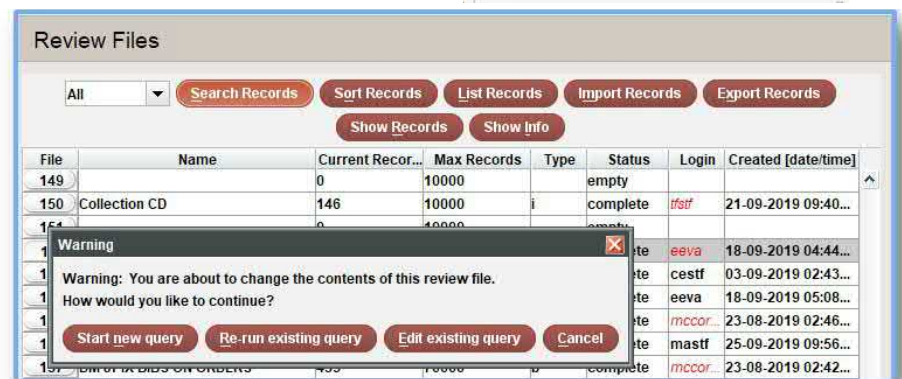 Review Files
All Search Records Sort Records List Records Import Records Export Records
Show Records Show Info
File Name Current Recor... Max Records Type Status Login Created [date/time]
149 0 10000 empty
150 Collection CD 146 10000 i complete tfstf 21-09-2019 09:40...
eeva 18-09-2019 04:44...
cestf 03-09-2019 02:43...
eeva 18-09-2019 05:08...
mccor... 23-08-2019 02:46...
mastf 25-09-2019 09:56...
mccor... 23-08-2019 02:42...
Warning
Warning: You are about to change the contents of this review file.
How would you like to continue?
Start new query Re-run existing query Edit existing query Cancel